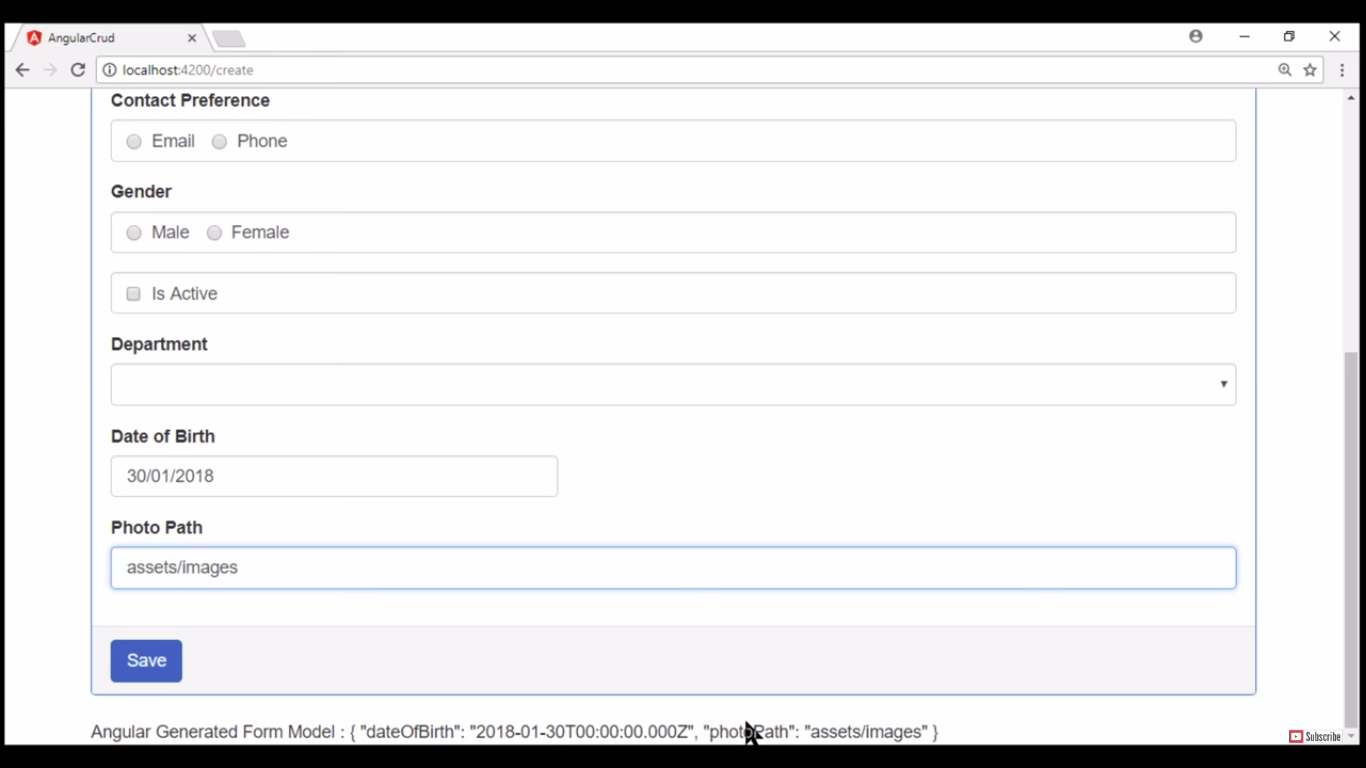 AngularCrud
localhost:4200/create
Contact Preference
Email Phone
Gender
Male Female
Is Active
Department
Date of Birth
30/01/2018
Photo Path
assets/images
Save
Angular Generated Form Model : { "dateOfBirth": "2018-01-30T00:00:00.000Z", "photoPath": "assets/images" }
Subscribe